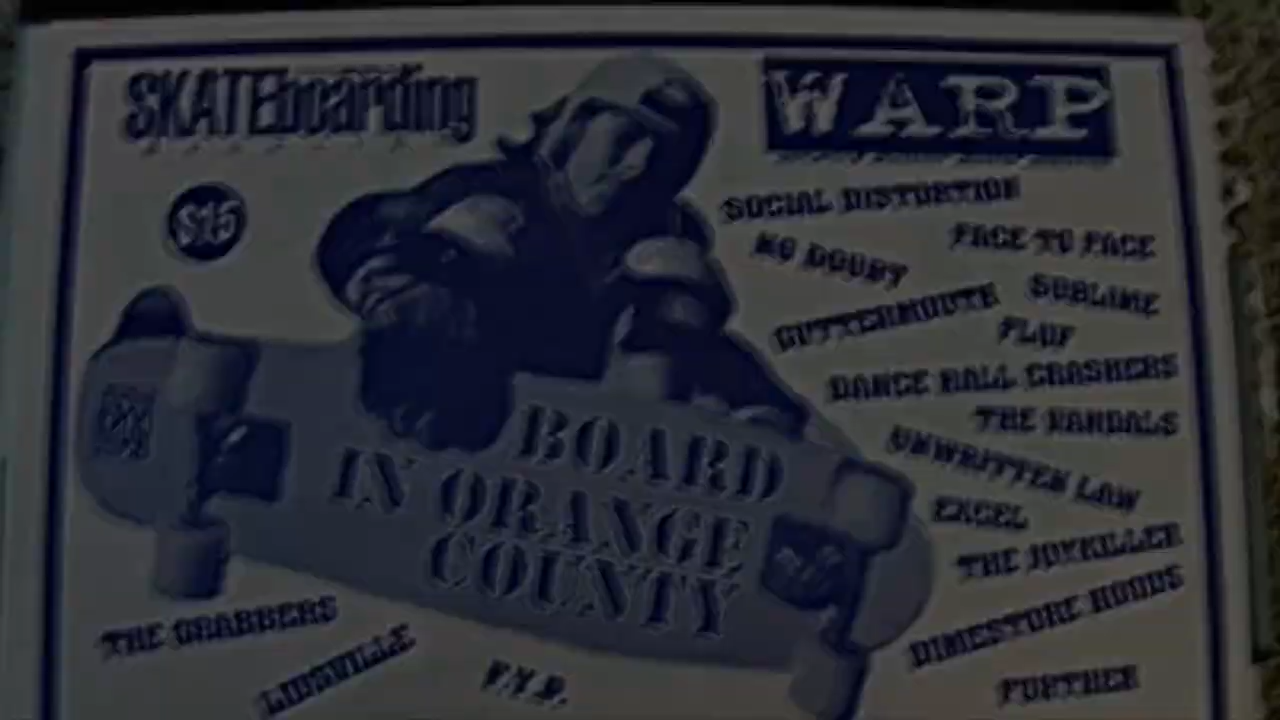 SKATEboarding
WARP
$15
SOCIAL DISTORTION
FACE TO FACE
NO DOUBT
SUBLIME
GUTTERMOUTH
FLUF
DANCE HALL CRASHERS
THE VANDALS
UNWRITTEN LAW
EXCEL
THE JOYKILLER
DIMESTORE HOODS
FURTHER
BOARD
IN ORANGE
COUNTY
THE GRABBERS
LIDSVILLE
F.Y.P.